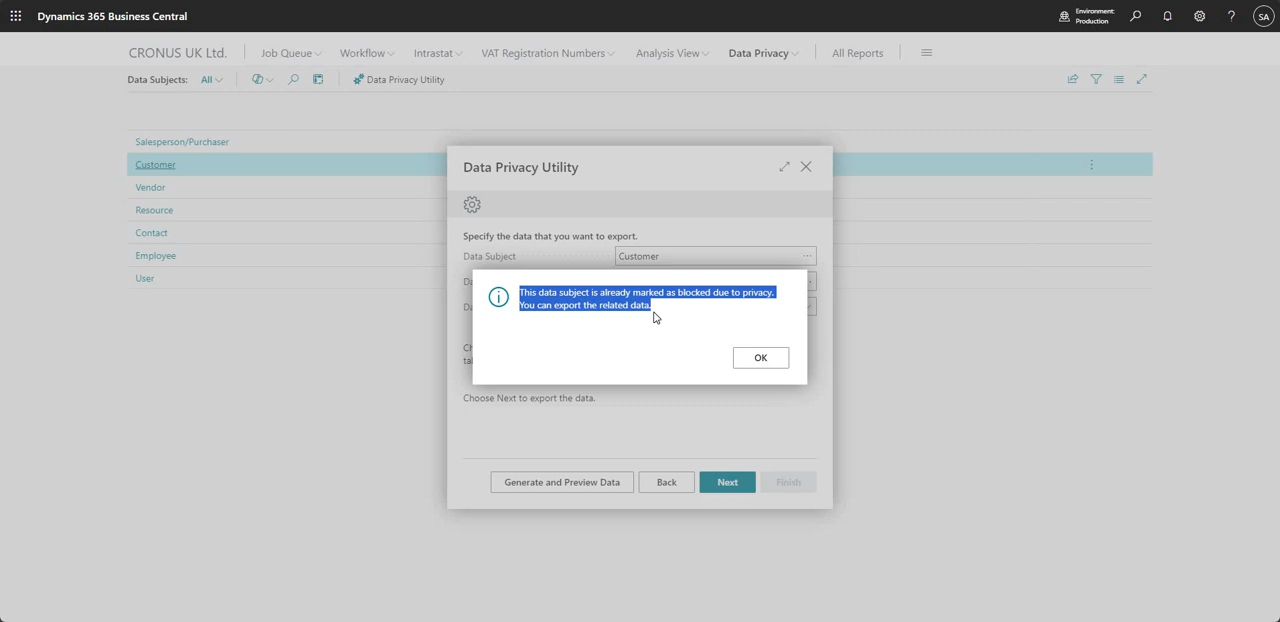 Dynamics 365 Business Central
Environment:
Production
?
SA
CRONUS UK Ltd.
Job Queue
Workflow
Intrastat
VAT Registration Numbers
Analysis View
Data Privacy
All Reports
Data Subjects: All
Data Privacy Utility
Salesperson/Purchaser
Customer
Vendor
Resource
Contact
Employee
User
Data Privacy Utility
Specify the data that you want to export.
Data Subject
Customer
This data subject is already marked as blocked due to privacy.
You can export the related data.
OK
Choose Next to export the data.
Generate and Preview Data
Back
Next
Finish